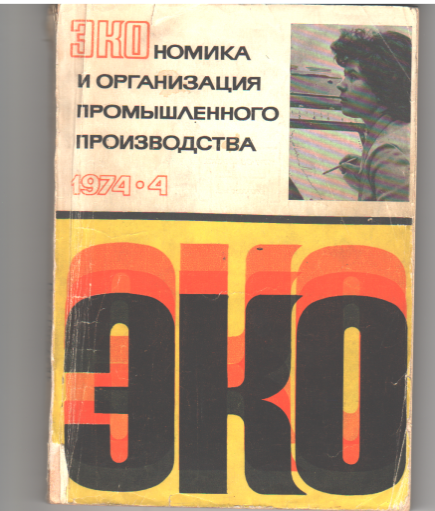 ЭКОНОМИКА
И ОРГАНИЗАЦИЯ
ПРОМЫШЛЕННОГО
ПРОИЗВОДСТВА
1974•4
ЭКО